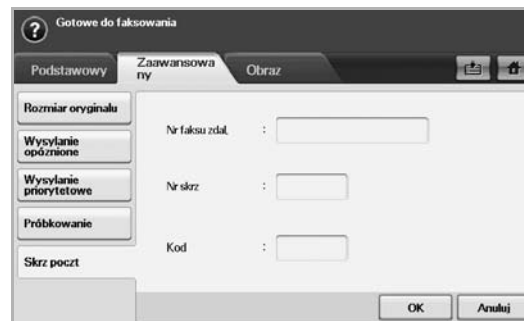 ?
Gotowe do faksowania
Podstawowy
Zaawansowa
ny
Obraz
Rozmiar oryginału
Wysyłanie
opóźnione
Wysyłanie
priorytetowe
Próbkowanie
Skrz poczt
Nr faksu zdal. :
Nr skrz :
Kod :
OK
Anuluj